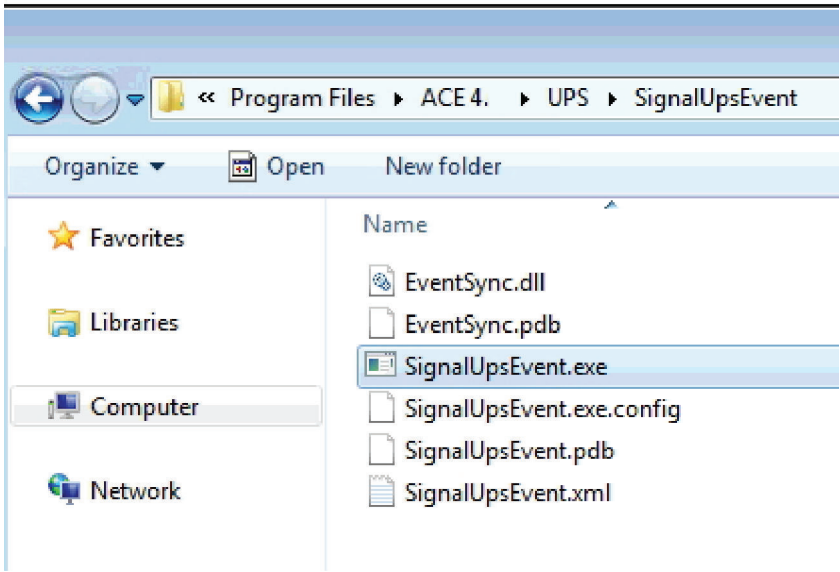 « Program Files ▸ ACE 4. ▸ UPS ▸ SignalUpsEvent
Organize Open New folder
Favorites
Libraries
Computer
Network
Name
EventSync.dll
EventSync.pdb
SignalUpsEvent.exe
SignalUpsEvent.exe.config
SignalUpsEvent.pdb
SignalUpsEvent.xml